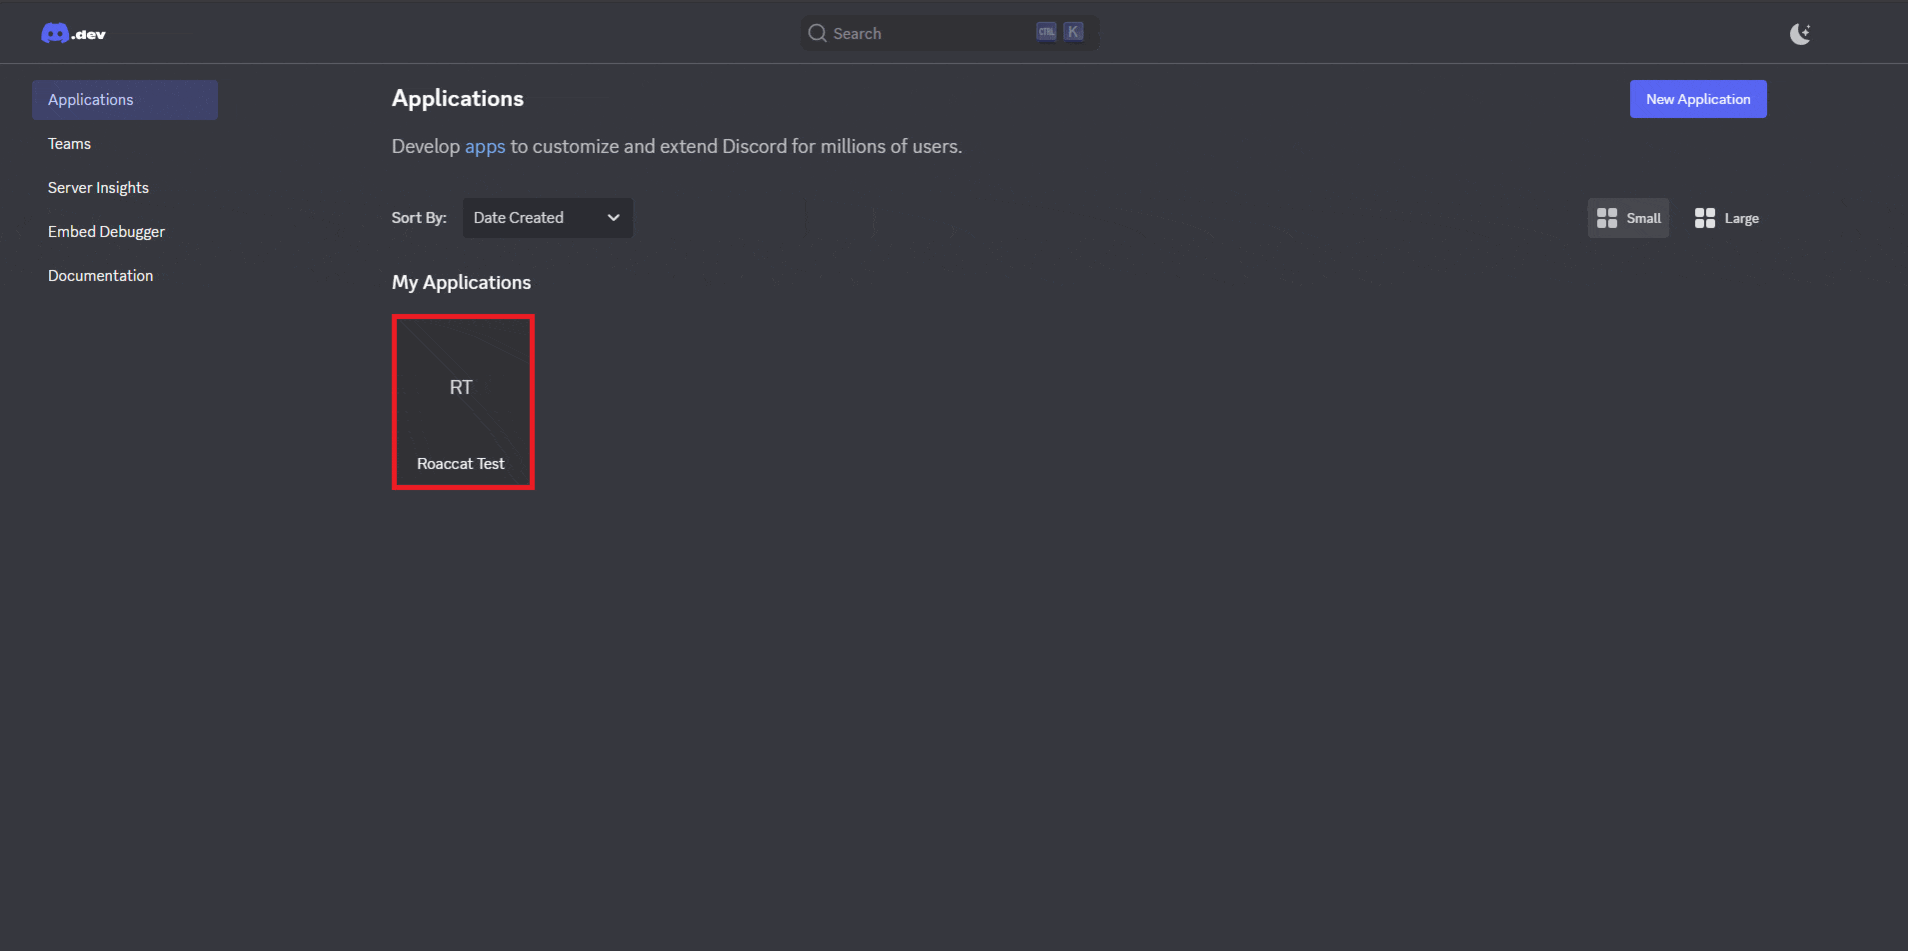 .dev
Search
CTRL K
Applications
Teams
Server Insights
Embed Debugger
Documentation
Applications
New Application
Develop apps to customize and extend Discord for millions of users.
Sort By: Date Created
Small Large
My Applications
RT
Roaccat Test